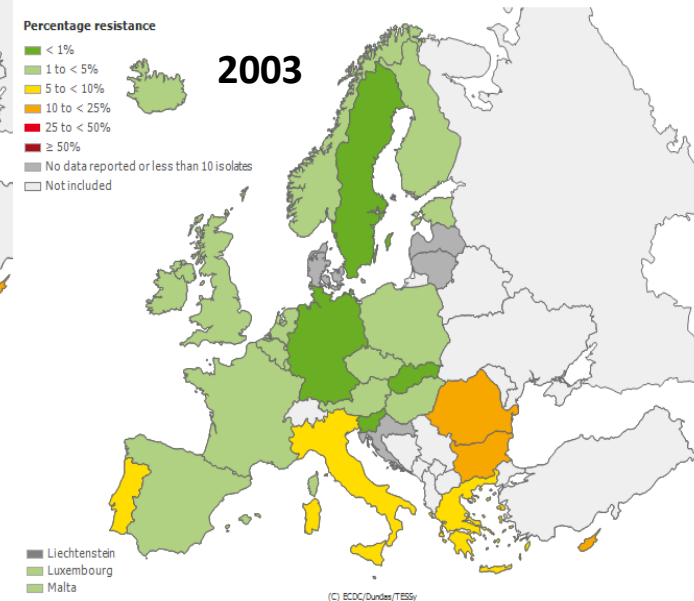 Percentage resistance
2003
< 1%
1 to < 5%
5 to < 10%
10 to < 25%
25 to < 50%
≥ 50%
No data reported or less than 10 isolates
Not included
Liechtenstein
Luxembourg
Malta
(C) ECDC/Dundas/TESSy